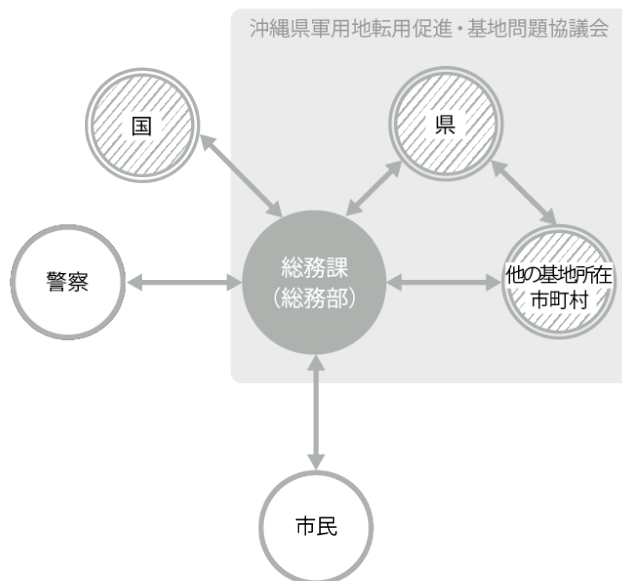 沖縄県軍用地転用促進・基地問題協議会
国
県
総務課
（総務部）
他の基地所在
市町村
警察
市民